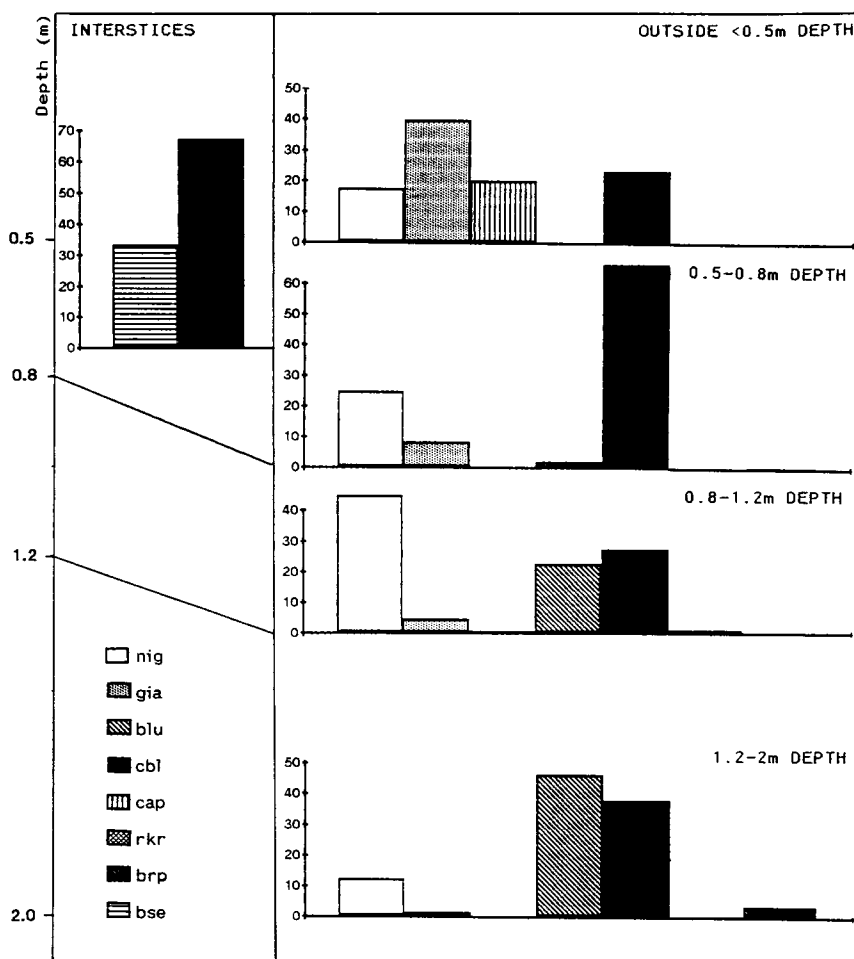 INTERSTICES
OUTSIDE <0.5m DEPTH
Depth (m)
0.5
0.8
1.2
2.0
70
60
50
40
30
20
10
0
50
40
30
20
10
0
0.5-0.8m DEPTH
60
50
40
30
20
10
0
0.8-1.2m DEPTH
40
30
20
10
0
nig
gia
blu
cbl
cap
rkr
brp
bse
1.2-2m DEPTH
50
40
30
20
10
0